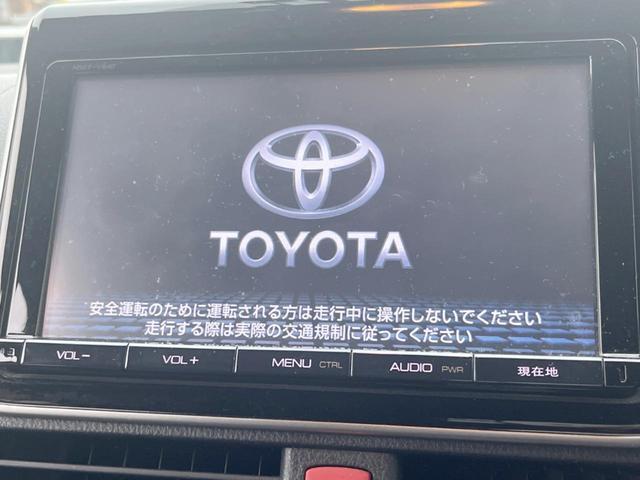 TOYOTA
安全運転のために運転される方は走行中に操作しないでください
走行する際は実際の交通規制に従ってください
VOL−
VOL+
MENU CTRL
AUDIO PWR
現在地